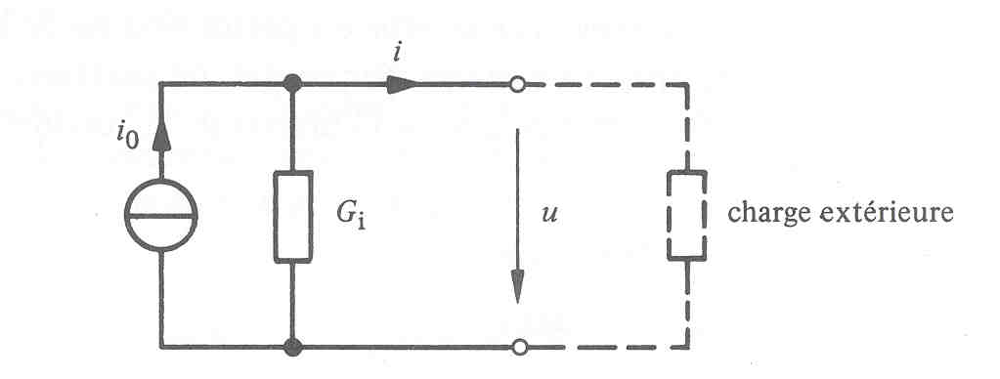 i
i₀
Gᵢ
u
charge extérieure